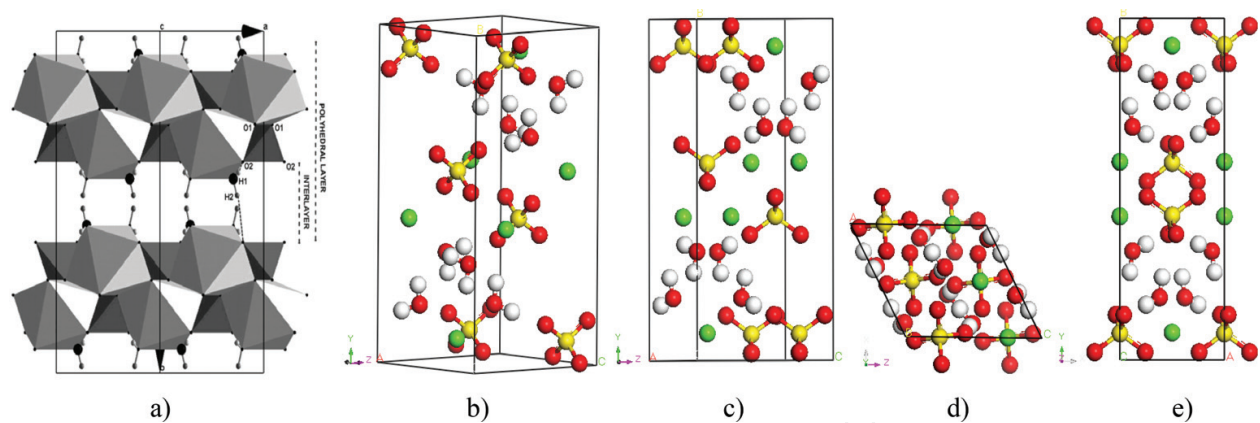 c a
O1 O1
O2 O2
H1
H2
b
POLYHEDRAL LAYER
INTERLAYER
B
A C
Y Z
B
A C
Y Z
A
C
Y Z
B
C A
Y Z
a) b) c) d) e)